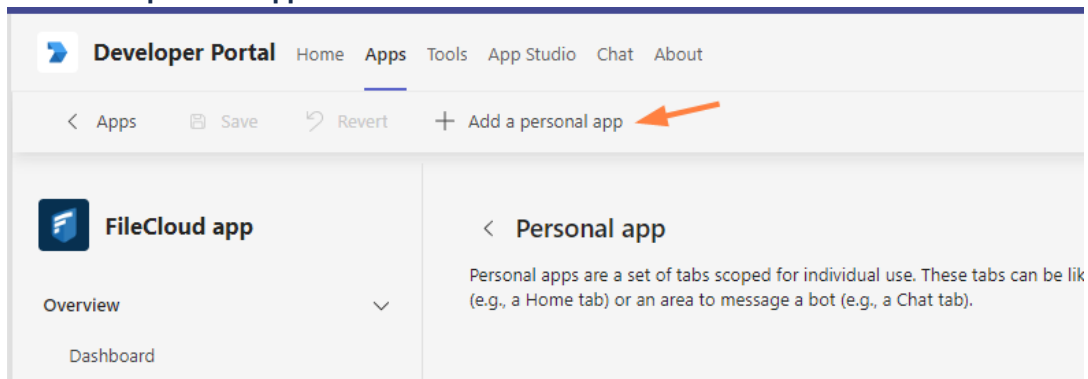 Developer Portal Home Apps Tools App Studio Chat About
Apps Save Revert Add a personal app
FileCloud app
Personal app
Personal apps are a set of tabs scoped for individual use. These tabs can be lik
Overview
(e.g., a Home tab) or an area to message a bot (e.g., a Chat tab).
Dashboard